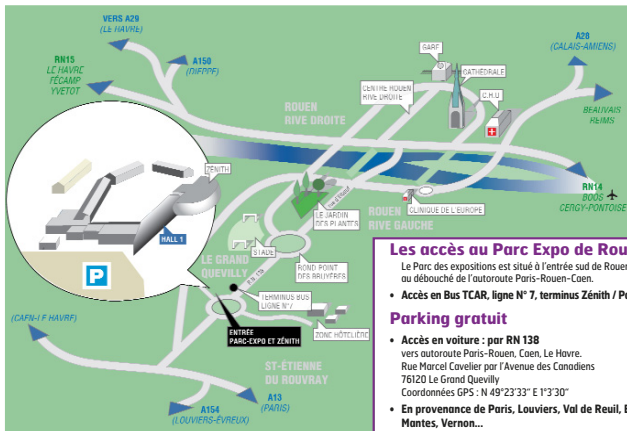 VERS A29
(LE HAVRE)
RN15
LE HAVRE
FÉCAMP
YVETOT
A150
(DIEPPE)
GARE
CATHÉDRALE
A28
(CALAIS-AMIENS)
CENTRE ROUEN
RIVE DROITE
C.H.U
ROUEN
RIVE DROITE
BEAUVAIS
REIMS
ZÉNITH
HALL 1
P
RN14
BOOS
CERGY-PONTOISE
LE JARDIN
DES PLANTES
ROUEN
RIVE GAUCHE
CLINIQUE DE L'EUROPE
STADE
LE GRAND
QUEVILLY
ROND POINT
DES BRUYÈRES
TERMINUS BUS
LIGNE N°7
ZONE HÔTELIÈRE
ENTRÉE
PARC-EXPO ET ZÉNITH
(CAEN-LE HAVRE)
ST-ÉTIENNE
DU ROUVRAY
A13
(PARIS)
A154
(LOUVIERS-ÉVREUX)
Les accès au Parc Expo de Rou
Le Parc des expositions est situé à l'entrée sud de Rouen
au débouché de l'autoroute Paris-Rouen-Caen.
• Accès en Bus TCAR, ligne N° 7, terminus Zénith / P
Parking gratuit
• Accès en voiture : par RN 138
vers autoroute Paris-Rouen, Caen, Le Havre.
Rue Marcel Cavelier par l'Avenue des Canadiens
76120 Le Grand Quevilly
Coordonnées GPS : N 49°23'33" E 1°3'30"
• En provenance de Paris, Louviers, Val de Reuil, E
Mantes, Vernon...